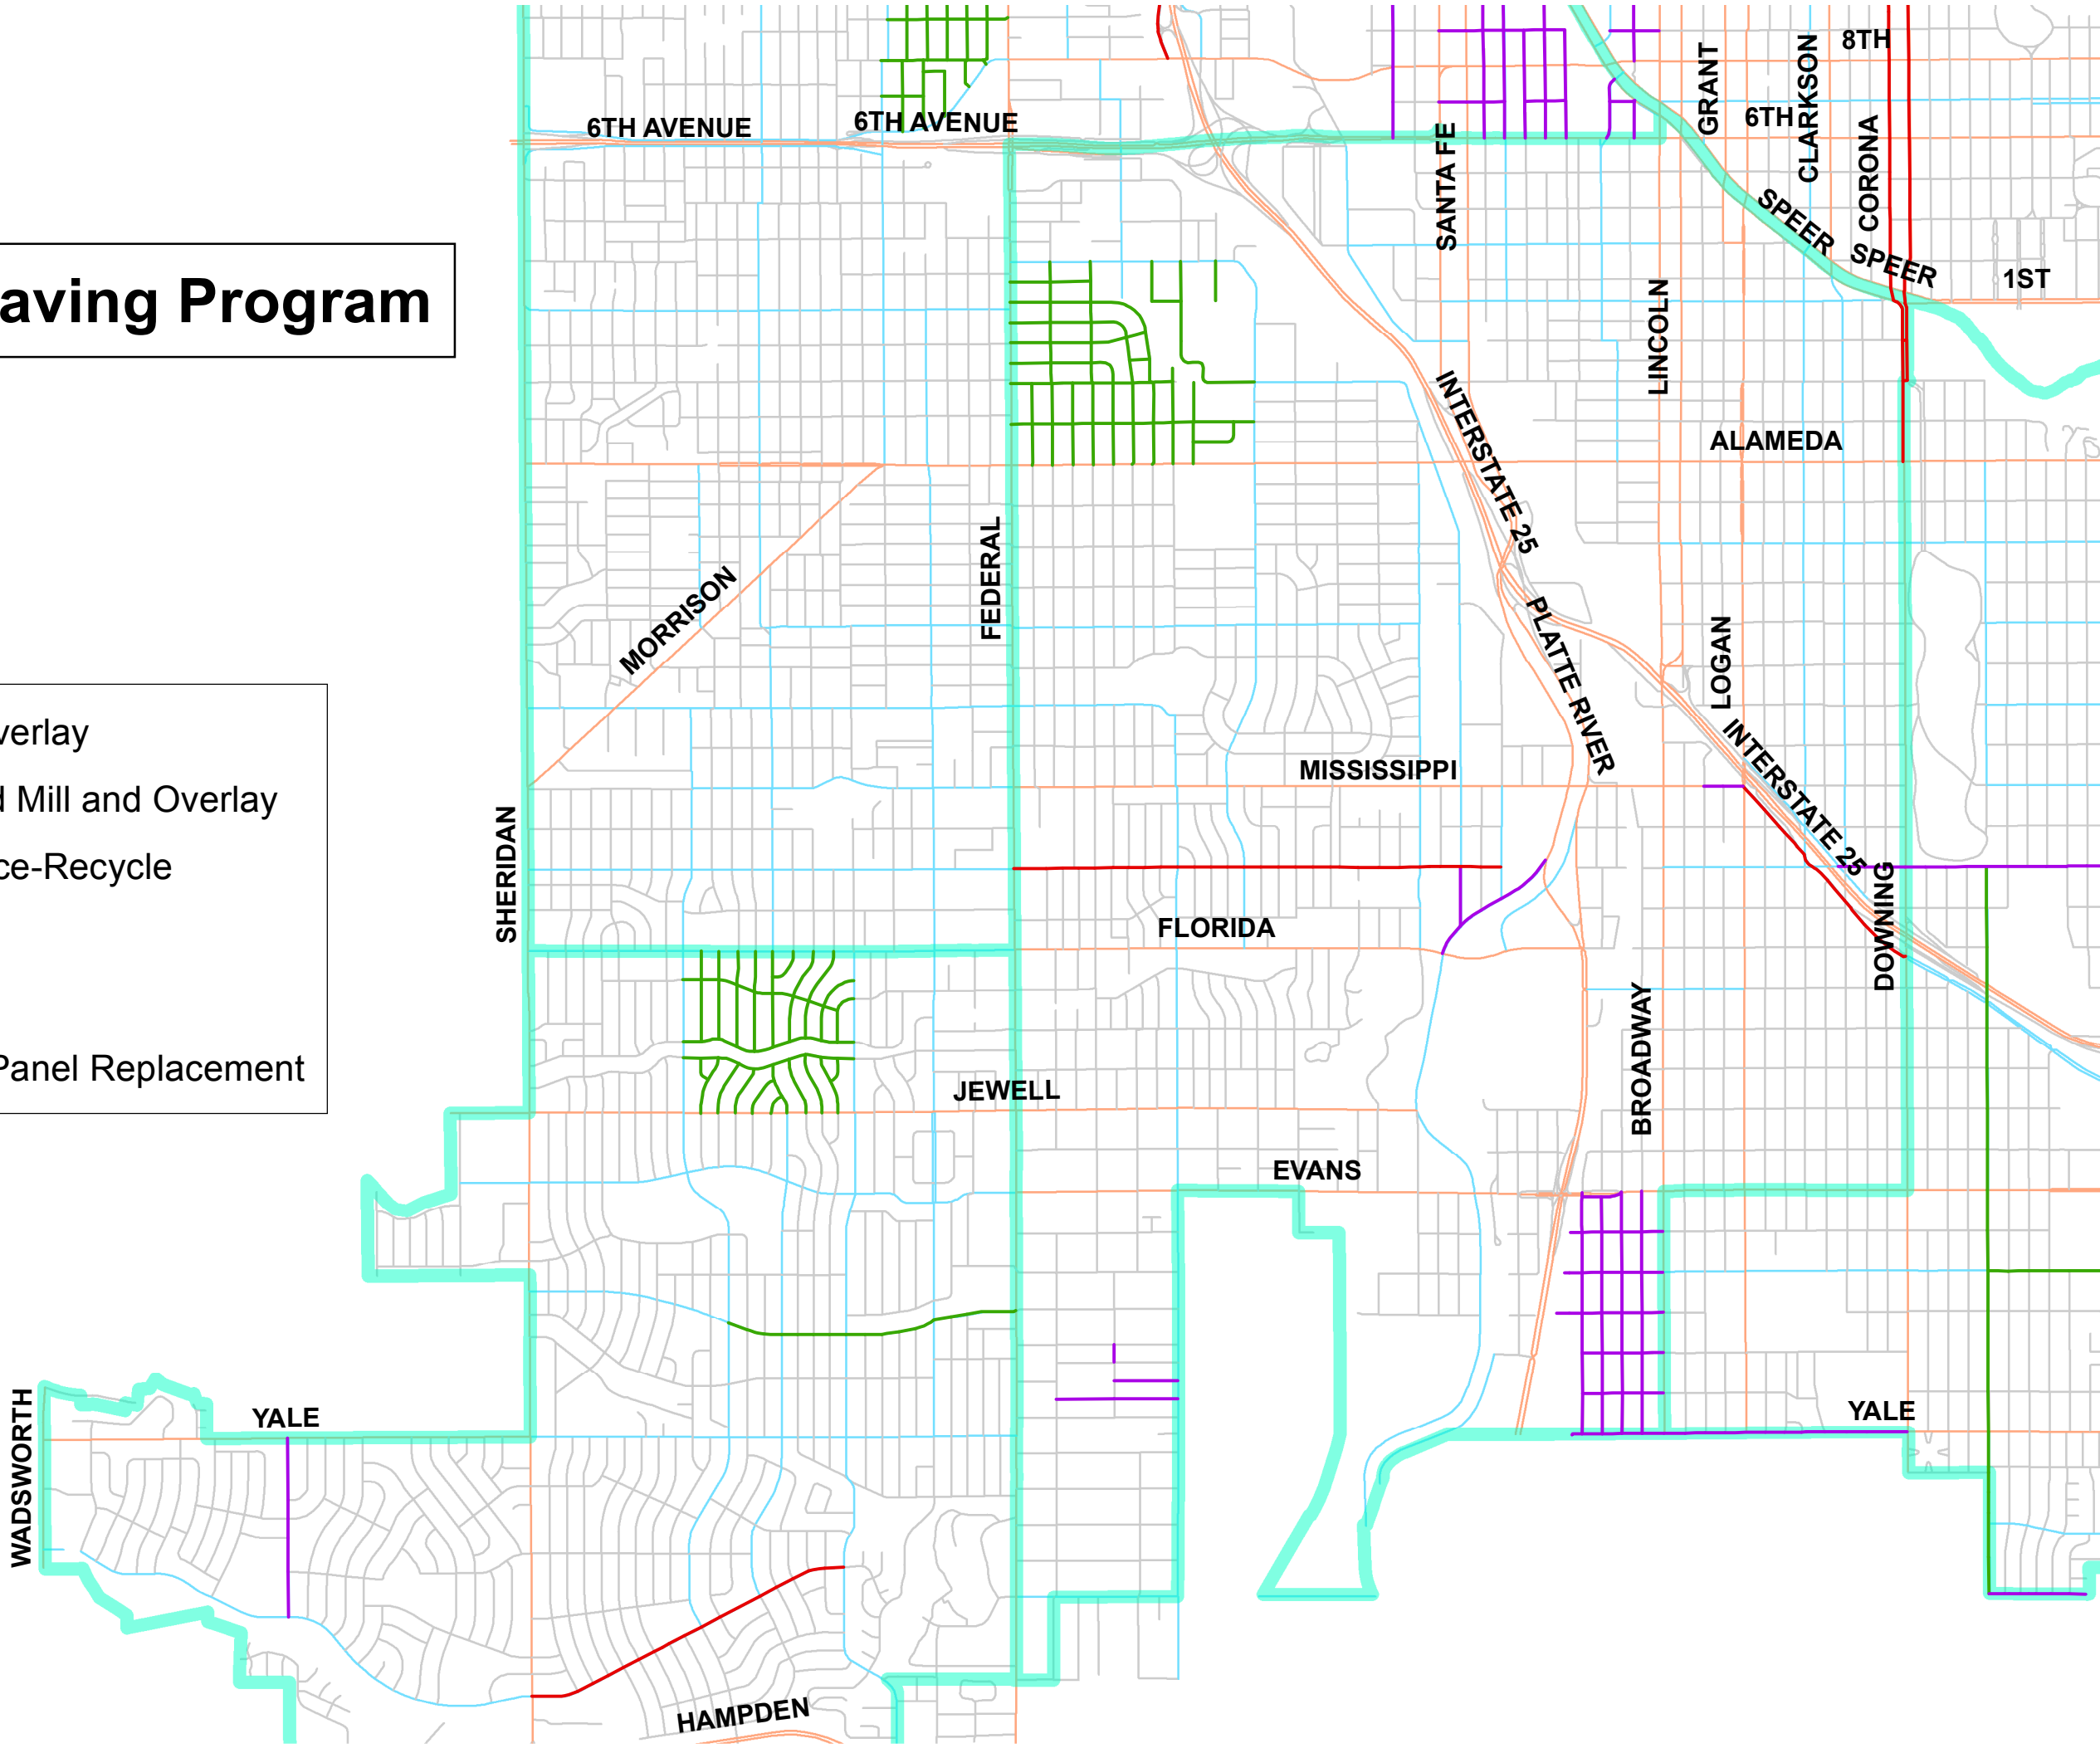 8TH
GRANT
CLARKSON
6TH
CORONA
6TH AVENUE
6TH AVENUE
SANTA FE
SPEER
SPEER
1ST
aving Program
LINCOLN
INTERSTATE 25
ALAMEDA
FEDERAL
MORRISON
PLATTE RIVER
LOGAN
verlay
INTERSTATE 25
MISSISSIPPI
d Mill and Overlay
SHERIDAN
ce-Recycle
DOWNING
FLORIDA
BROADWAY
Panel Replacement
JEWELL
EVANS
WADSWORTH
YALE
YALE
HAMPDEN